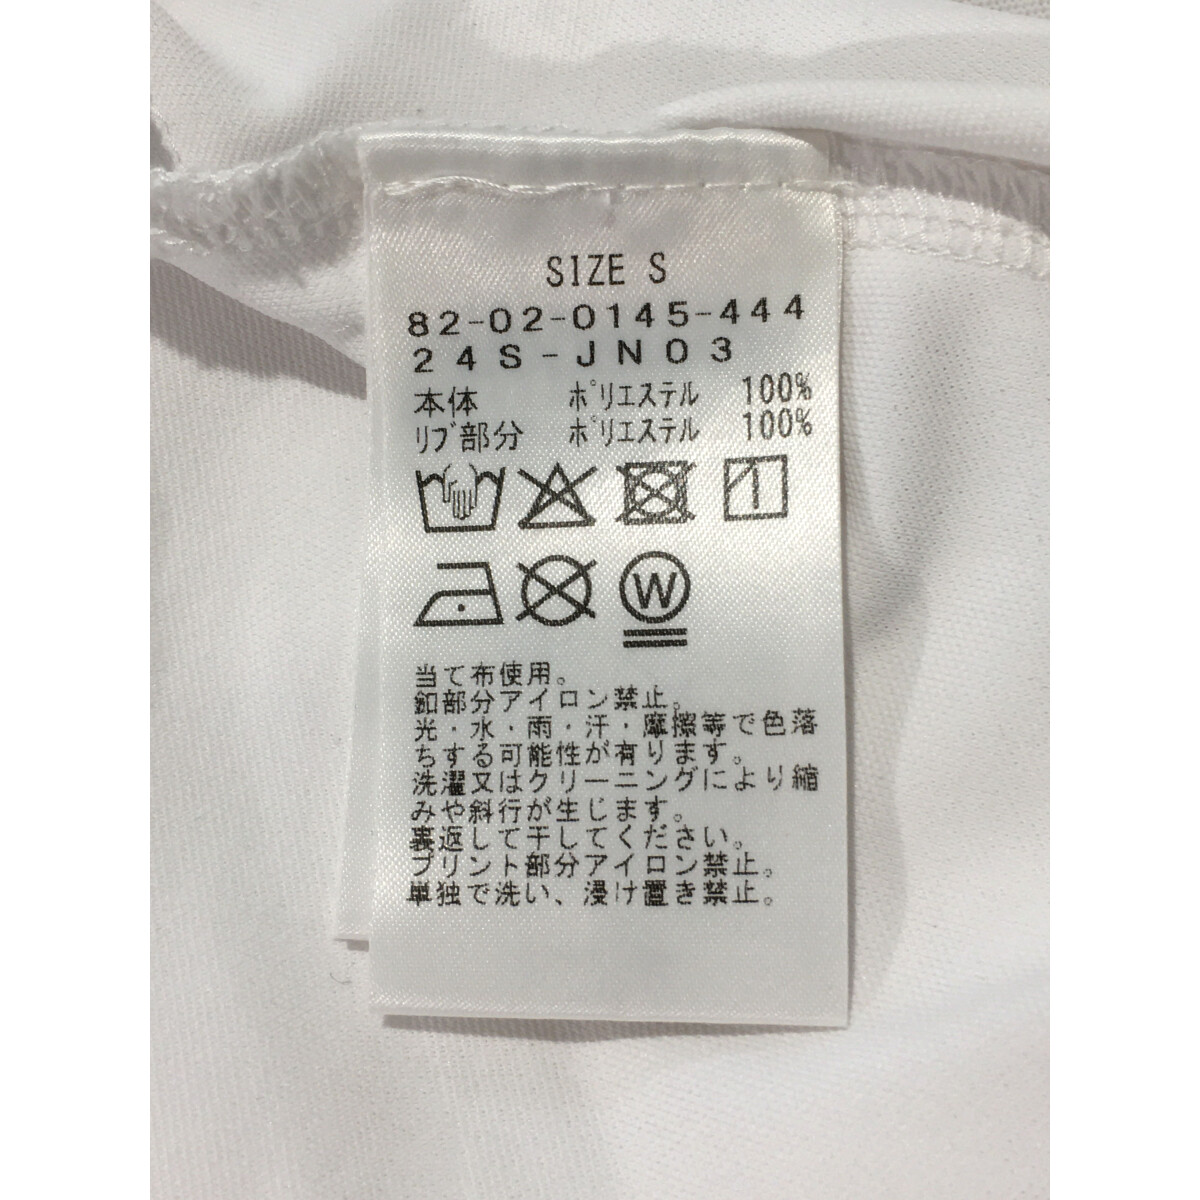 SIZE S
82-02-0145-444
24S-JN03
本体 ﾎﾟﾘｴｽﾃﾙ 100%
ﾘﾌﾞ部分 ﾎﾟﾘｴｽﾃﾙ 100%
W
当て布使用。
釦部分アイロン禁止。
光・水・雨・汗・摩擦等で色落
ちする可能性が有ります。
洗濯又はクリーニングにより縮
みや斜行が生じます。
裏返して干してください。
プリント部分アイロン禁止。
単独で洗い、浸け置き禁止。